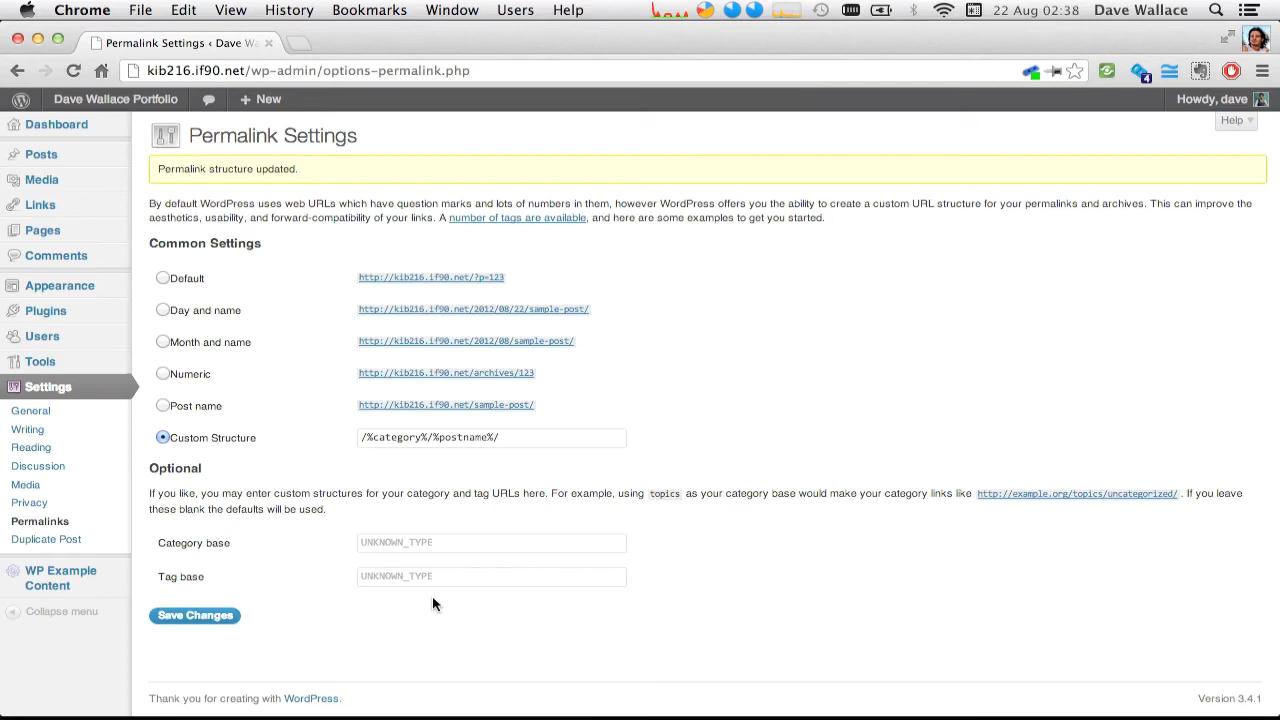 Chrome File Edit View History Bookmarks Window Users Help 22 Aug 02:38 Dave Wallace
Permalink Settings ‹ Dave Wa
kib216.if90.net/wp-admin/options-permalink.php
4
Dave Wallace Portfolio + New Howdy, dave
Help
Dashboard
Posts
Media
Links
Pages
Comments
Appearance
Plugins
Users
Tools
Settings
General
Writing
Reading
Discussion
Media
Privacy
Permalinks
Duplicate Post
WP Example
Content
Collapse menu
Permalink Settings
Permalink structure updated.
By default WordPress uses web URLs which have question marks and lots of numbers in them, however WordPress offers you the ability to create a custom URL structure for your permalinks and archives. This can improve the
aesthetics, usability, and forward-compatibility of your links. A number of tags are available, and here are some examples to get you started.
Common Settings
Default http://kib216.if90.net/?p=123
Day and name http://kib216.if90.net/2012/08/22/sample-post/
Month and name http://kib216.if90.net/2012/08/sample-post/
Numeric http://kib216.if90.net/archives/123
Post name http://kib216.if90.net/sample-post/
Custom Structure /%category%/%postname%/
Optional
If you like, you may enter custom structures for your category and tag URLs here. For example, using topics as your category base would make your category links like http://example.org/topics/uncategorized/ . If you leave
these blank the defaults will be used.
Category base UNKNOWN_TYPE
Tag base UNKNOWN_TYPE
Save Changes
Thank you for creating with WordPress. Version 3.4.1